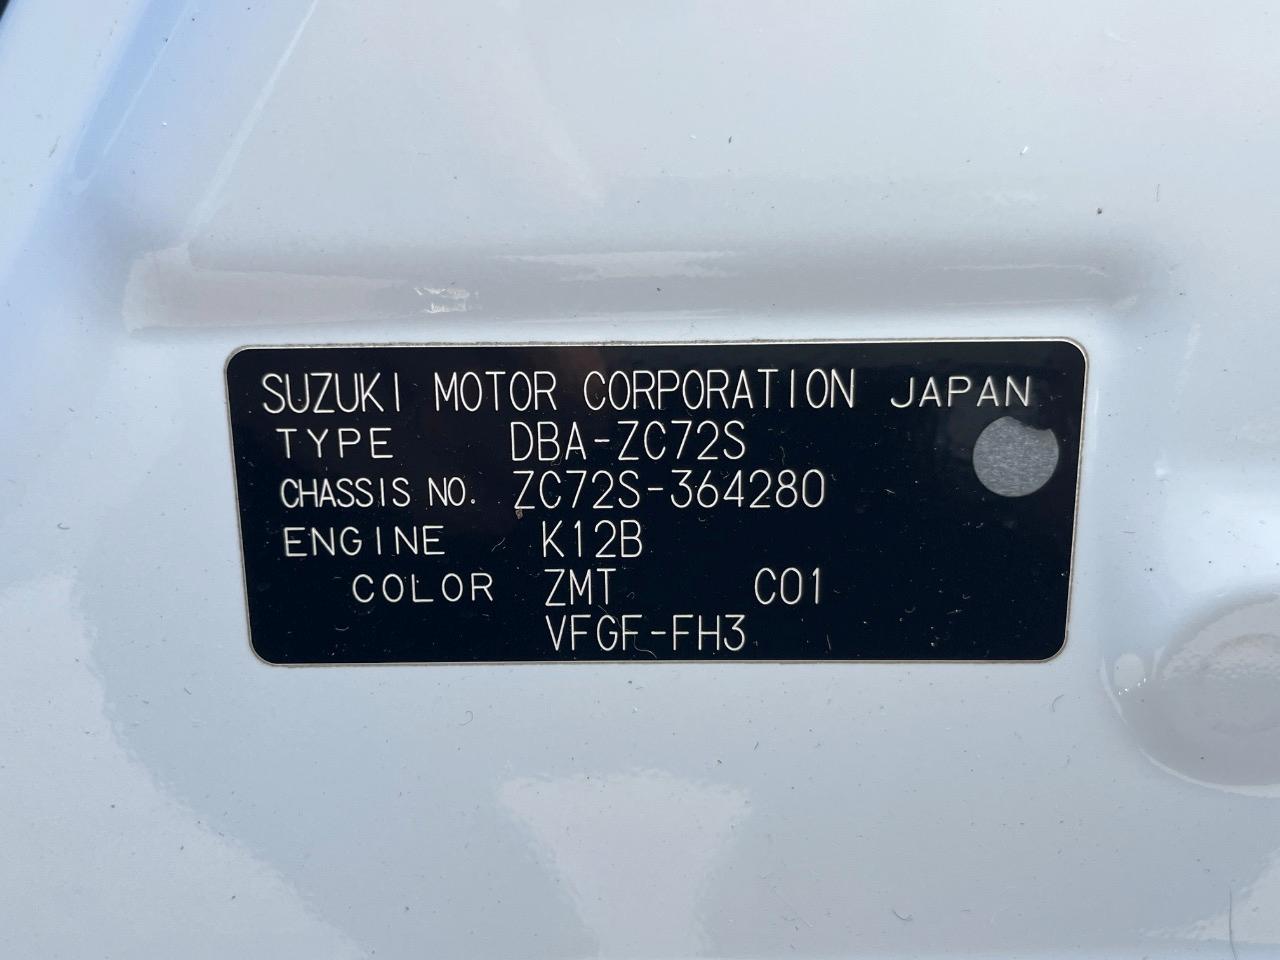 SUZUKI MOTOR CORPORATION JAPAN
TYPE DBA-ZC72S
CHASSIS NO. ZC72S-364280
ENGINE K12B
COLOR ZMT C01
VFGF-FH3